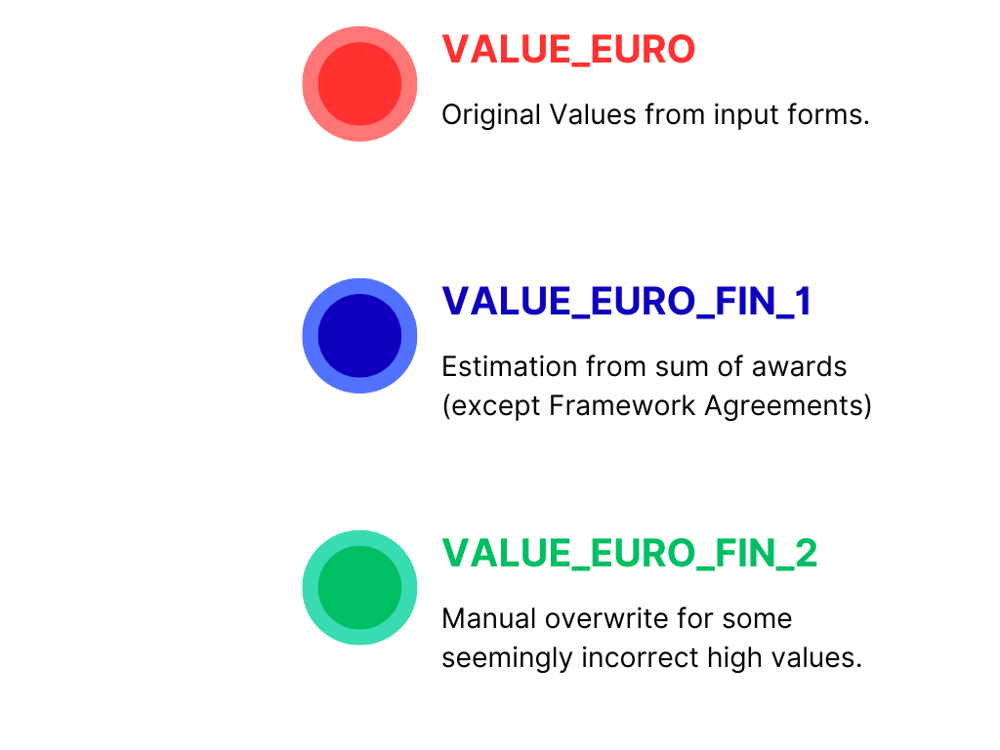 VALUE_EURO
Original Values from input forms.
VALUE_EURO_FIN_1
Estimation from sum of awards
(except Framework Agreements)
VALUE_EURO_FIN_2
Manual overwrite for some
seemingly incorrect high values.